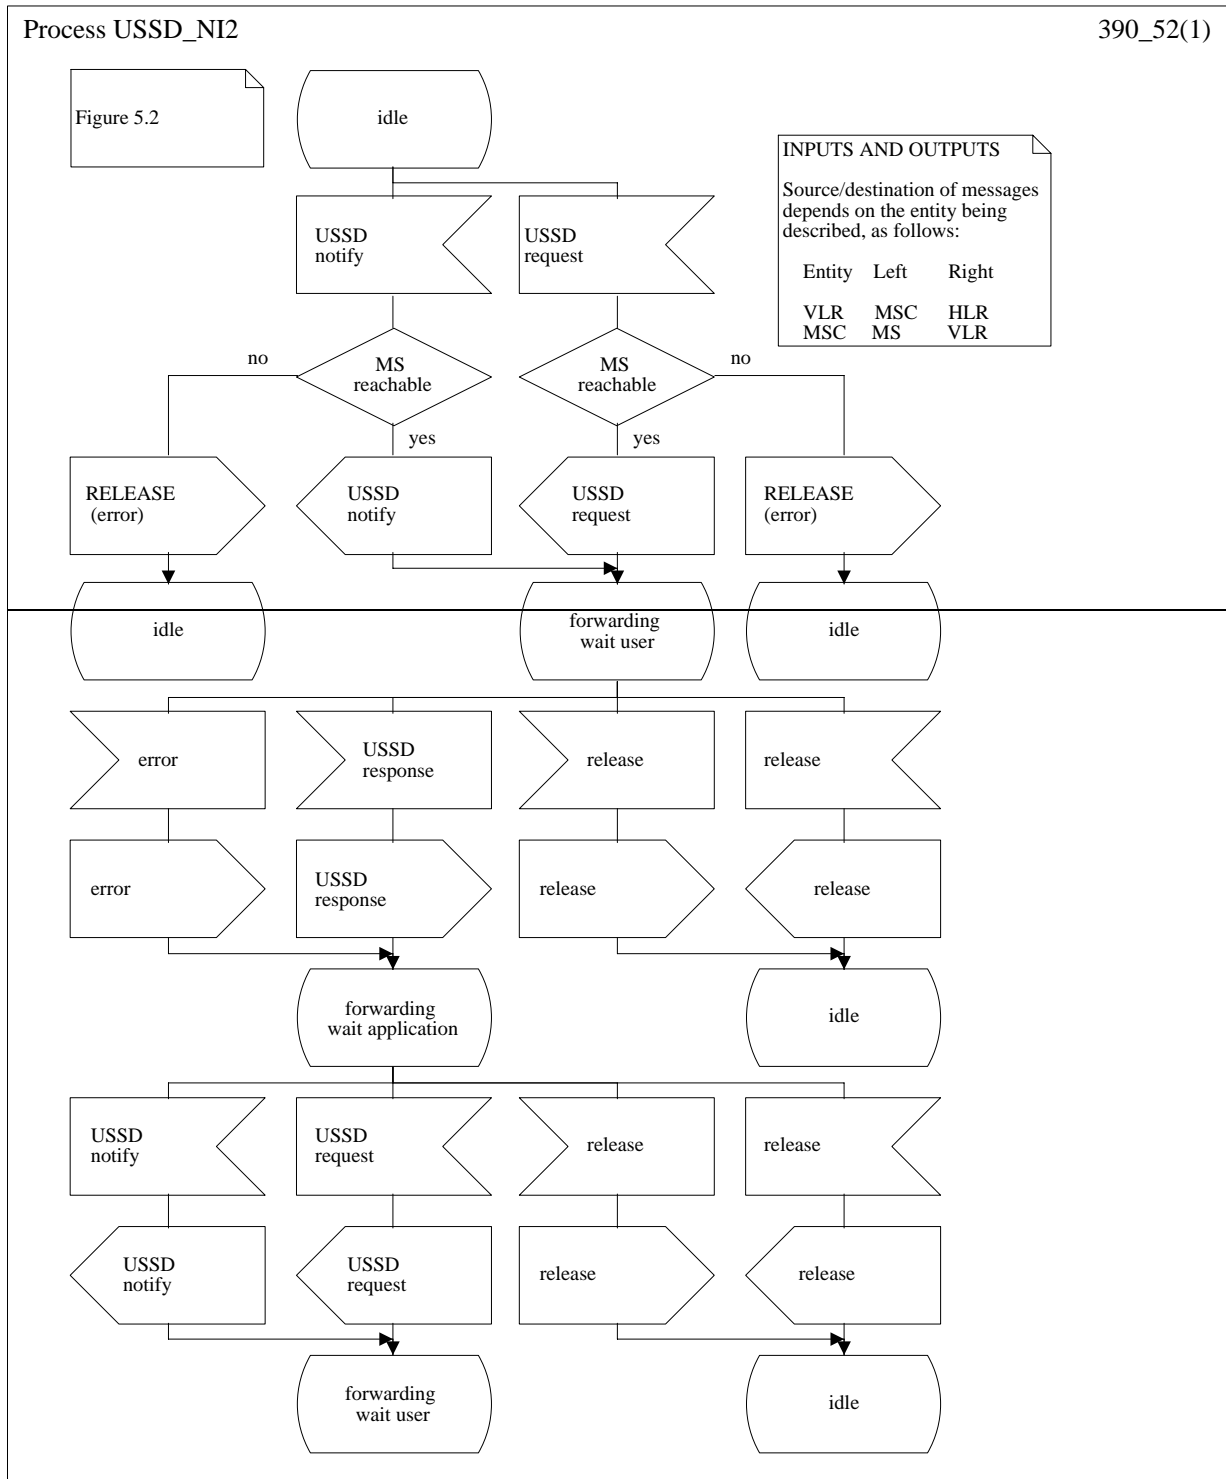 Process USSD_NI2
390_52(1)
Figure 5.2
idle
INPUTS AND OUTPUTS
Source/destination of messages
depends on the entity being
described, as follows:
Entity Left Right
VLR MSC HLR
MSC MS VLR
USSD
notify
USSD
request
no
MS
reachable
yes
MS
reachable
no
yes
RELEASE
(error)
USSD
notify
USSD
request
RELEASE
(error)
idle
forwarding
wait user
idle
error
USSD
response
release
release
error
USSD
response
release
release
forwarding
wait application
idle
USSD
notify
USSD
request
release
release
USSD
notify
USSD
request
release
release
forwarding
wait user
idle